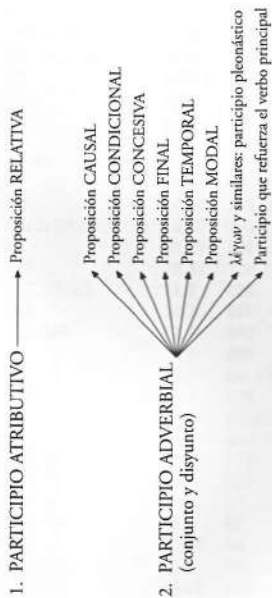 1. PARTICIPIO ATRIBUTIVO Proposición RELATIVA
2. PARTICIPIO ADVERBIAL
(conjunto y disyunto)
Proposición CAUSAL
Proposición CONDICIONAL
Proposición CONCESIVA
Proposición FINAL
Proposición TEMPORAL
Proposición MODAL
λέγων y similares: participio pleonástico
Participio que refuerza el verbo principal